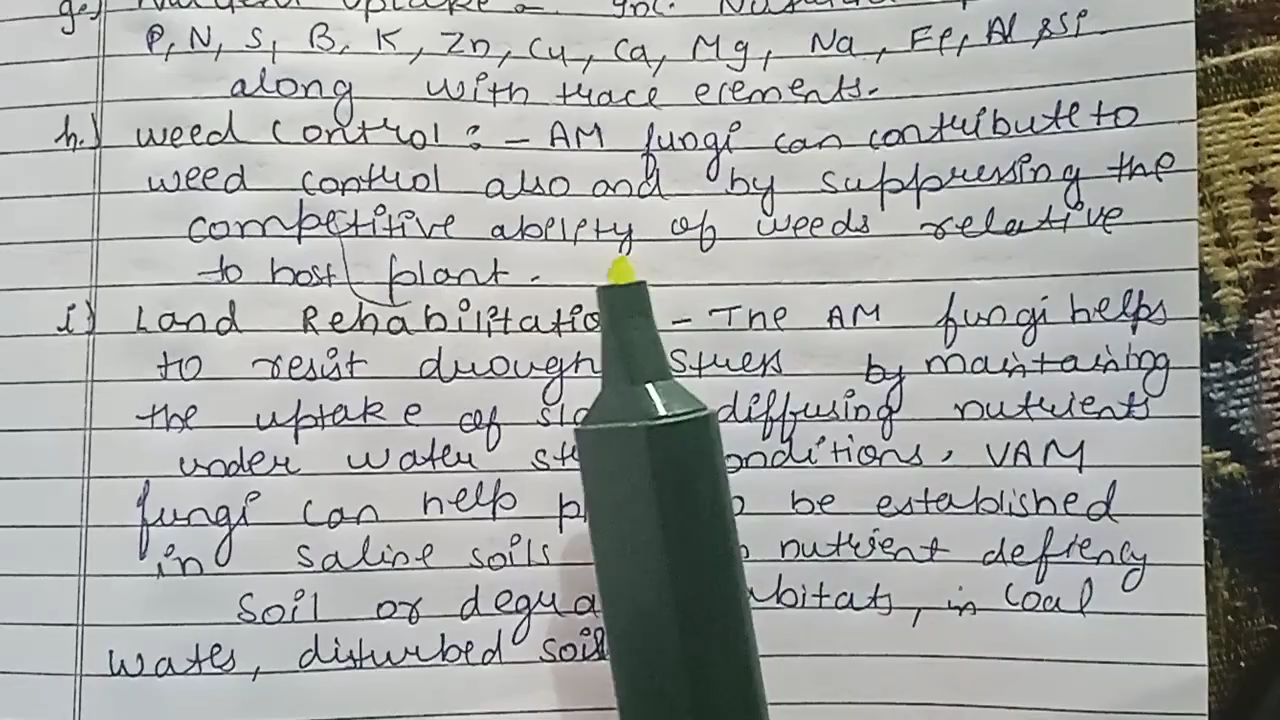 P, N, S, B, K, Zn, Cu, Ca, Mg, Na, Fe, Al & Si
along with trace elements.
h.) weed control : - AM fungi can contribute to
weed control also and by suppressing the
competitive ability of weeds relative
to host plant.
i) Land Rehabilitatio - The AM fungi helps
to resist drough stress by maintaining
the uptake of diffusing nutrients
under water conditions, VAM
fungi can help be established
in saline soils nutrient defiency
soil or degra bitats, in coal
wates, disturbed soil